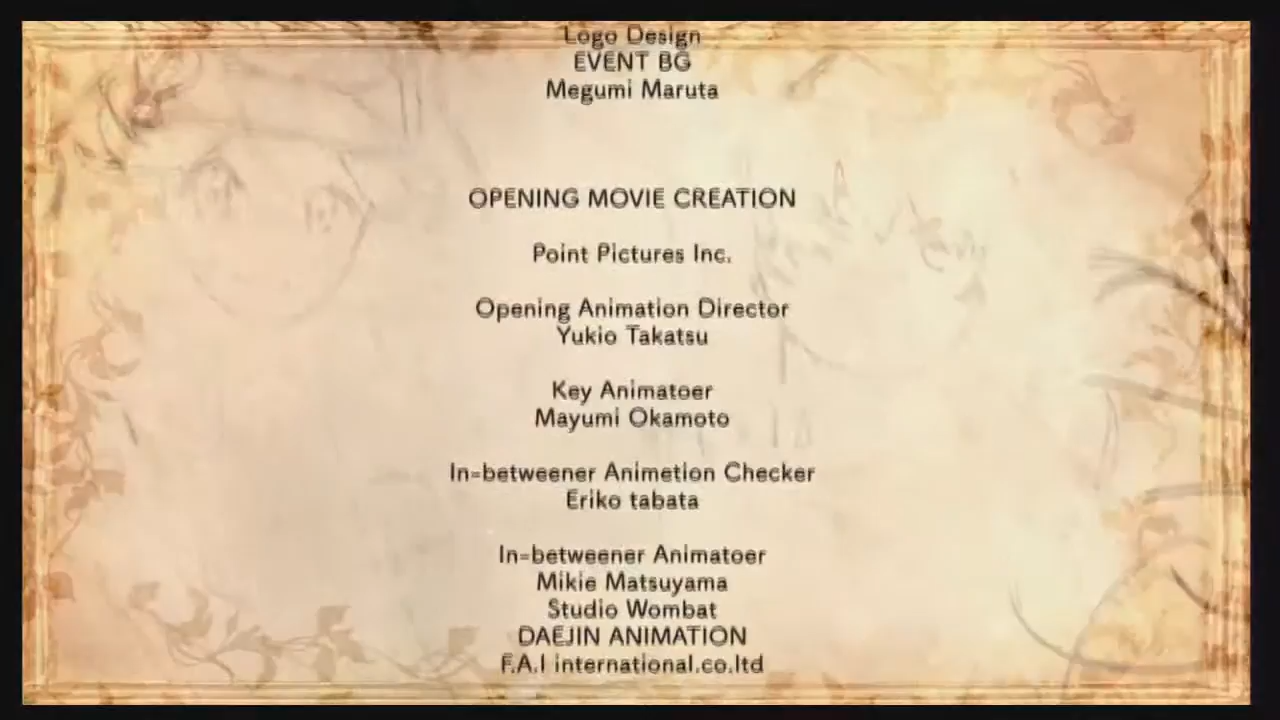 Logo Design
EVENT BG
Megumi Maruta
OPENING MOVIE CREATION
Point Pictures Inc.
Opening Animation Director
Yukio Takatsu
Key Animatoer
Mayumi Okamoto
In=betweener Animetion Checker
Eriko tabata
In=betweener Animatoer
Mikie Matsuyama
Studio Wombat
DAEJIN ANIMATION
F.A.I international.co.ltd